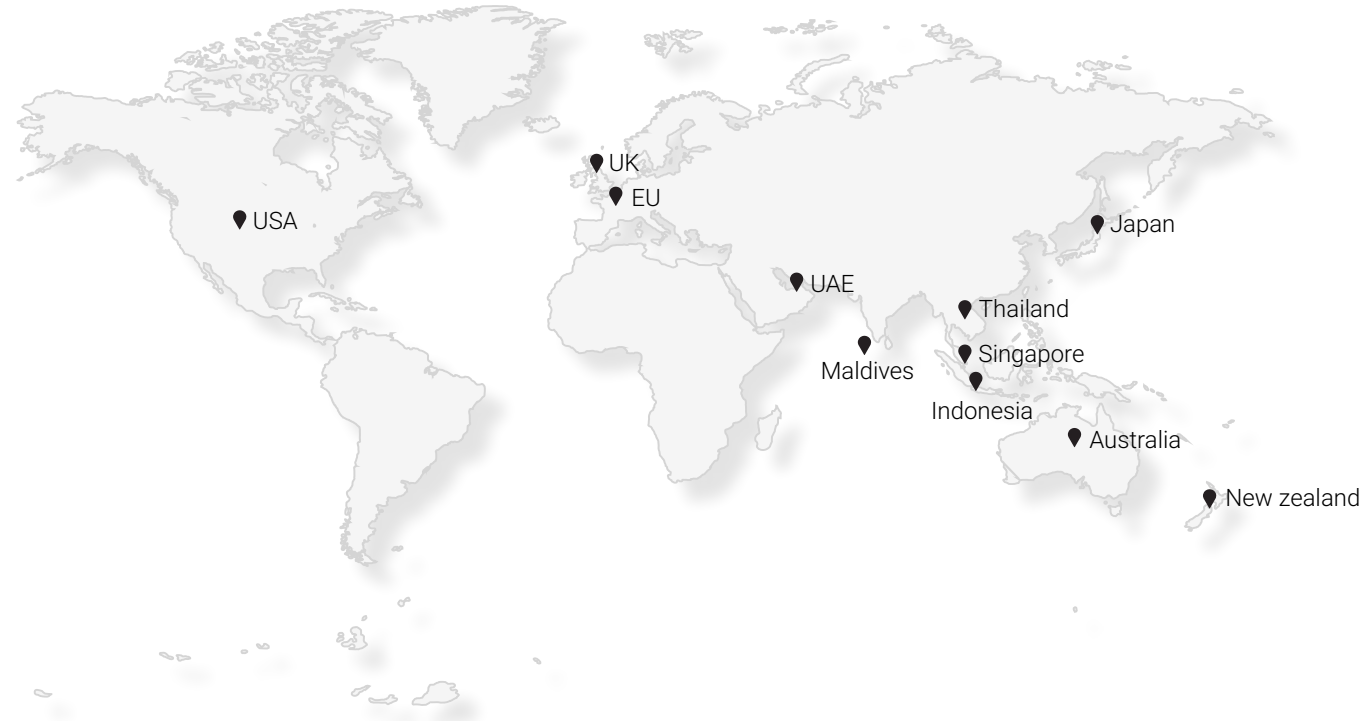 UK
EU
USA
Japan
UAE
Thailand
Singapore
Maldives
Indonesia
Australia
New zealand